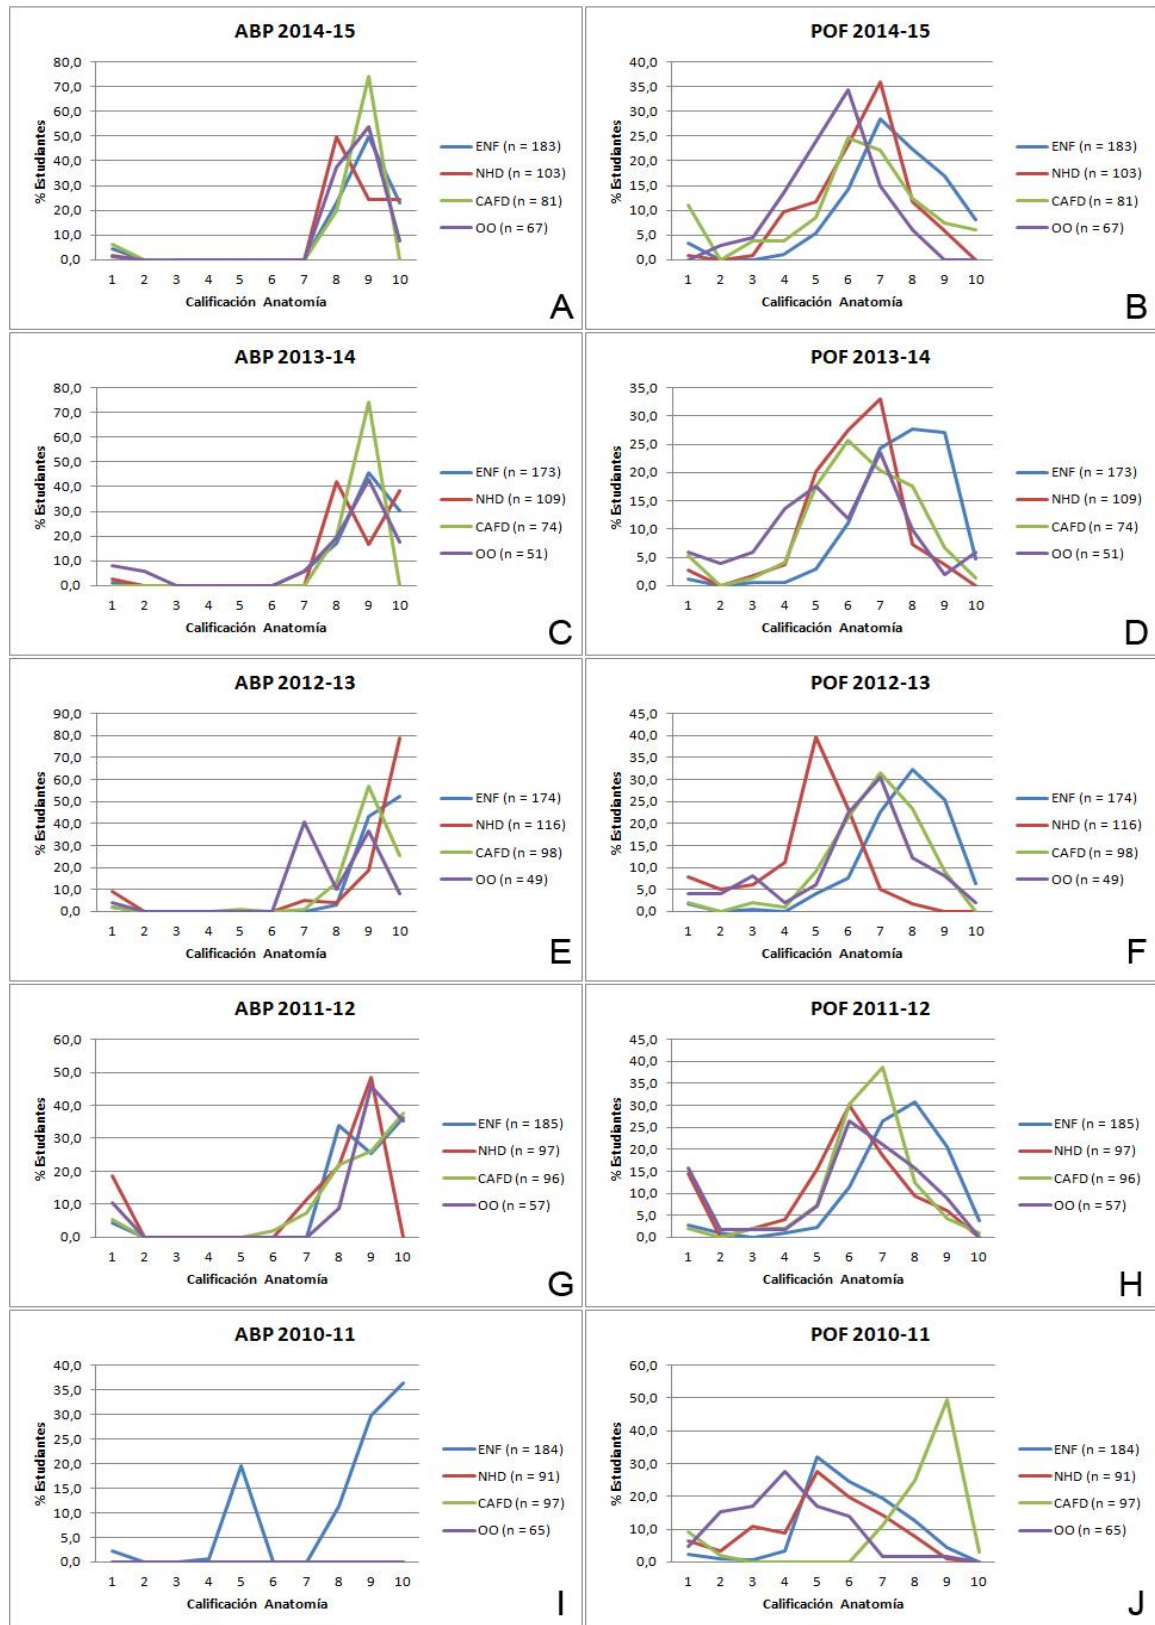 ABP 2014-15
% Estudiantes
80,0
70,0
60,0
50,0
40,0
30,0
20,0
10,0
0,0
1 2 3 4 5 6 7 8 9 10
Calificación Anatomía
ENF (n = 183)
NHD (n = 103)
CAFD (n = 81)
OO (n = 67)
A
POF 2014-15
% Estudiantes
40,0
35,0
30,0
25,0
20,0
15,0
10,0
5,0
0,0
1 2 3 4 5 6 7 8 9 10
Calificación Anatomía
ENF (n = 183)
NHD (n = 103)
CAFD (n = 81)
OO (n = 67)
B
ABP 2013-14
% Estudiantes
80,0
70,0
60,0
50,0
40,0
30,0
20,0
10,0
0,0
1 2 3 4 5 6 7 8 9 10
Calificación Anatomía
ENF (n = 173)
NHD (n = 109)
CAFD (n = 74)
OO (n = 51)
C
POF 2013-14
% Estudiantes
35,0
30,0
25,0
20,0
15,0
10,0
5,0
0,0
1 2 3 4 5 6 7 8 9 10
Calificación Anatomía
ENF (n = 173)
NHD (n = 109)
CAFD (n = 74)
OO (n = 51)
D
ABP 2012-13
% Estudiantes
90,0
80,0
70,0
60,0
50,0
40,0
30,0
20,0
10,0
0,0
1 2 3 4 5 6 7 8 9 10
Calificación Anatomía
ENF (n = 174)
NHD (n = 116)
CAFD (n = 98)
OO (n = 49)
E
POF 2012-13
% Estudiantes
45,0
40,0
35,0
30,0
25,0
20,0
15,0
10,0
5,0
0,0
1 2 3 4 5 6 7 8 9 10
Calificación Anatomía
ENF (n = 174)
NHD (n = 116)
CAFD (n = 98)
OO (n = 49)
F
ABP 2011-12
% Estudiantes
60,0
50,0
40,0
30,0
20,0
10,0
0,0
1 2 3 4 5 6 7 8 9 10
Calificación Anatomía
ENF (n = 185)
NHD (n = 97)
CAFD (n = 96)
OO (n = 57)
G
POF 2011-12
% Estudiantes
45,0
40,0
35,0
30,0
25,0
20,0
15,0
10,0
5,0
0,0
1 2 3 4 5 6 7 8 9 10
Calificación Anatomía
ENF (n = 185)
NHD (n = 97)
CAFD (n = 96)
OO (n = 57)
H
ABP 2010-11
% Estudiantes
40,0
35,0
30,0
25,0
20,0
15,0
10,0
5,0
0,0
1 2 3 4 5 6 7 8 9 10
Calificación Anatomía
ENF (n = 184)
NHD (n = 91)
CAFD (n = 97)
OO (n = 65)
I
POF 2010-11
% Estudiantes
60,0
50,0
40,0
30,0
20,0
10,0
0,0
1 2 3 4 5 6 7 8 9 10
Calificación Anatomía
ENF (n = 184)
NHD (n = 91)
CAFD (n = 97)
OO (n = 65)
J